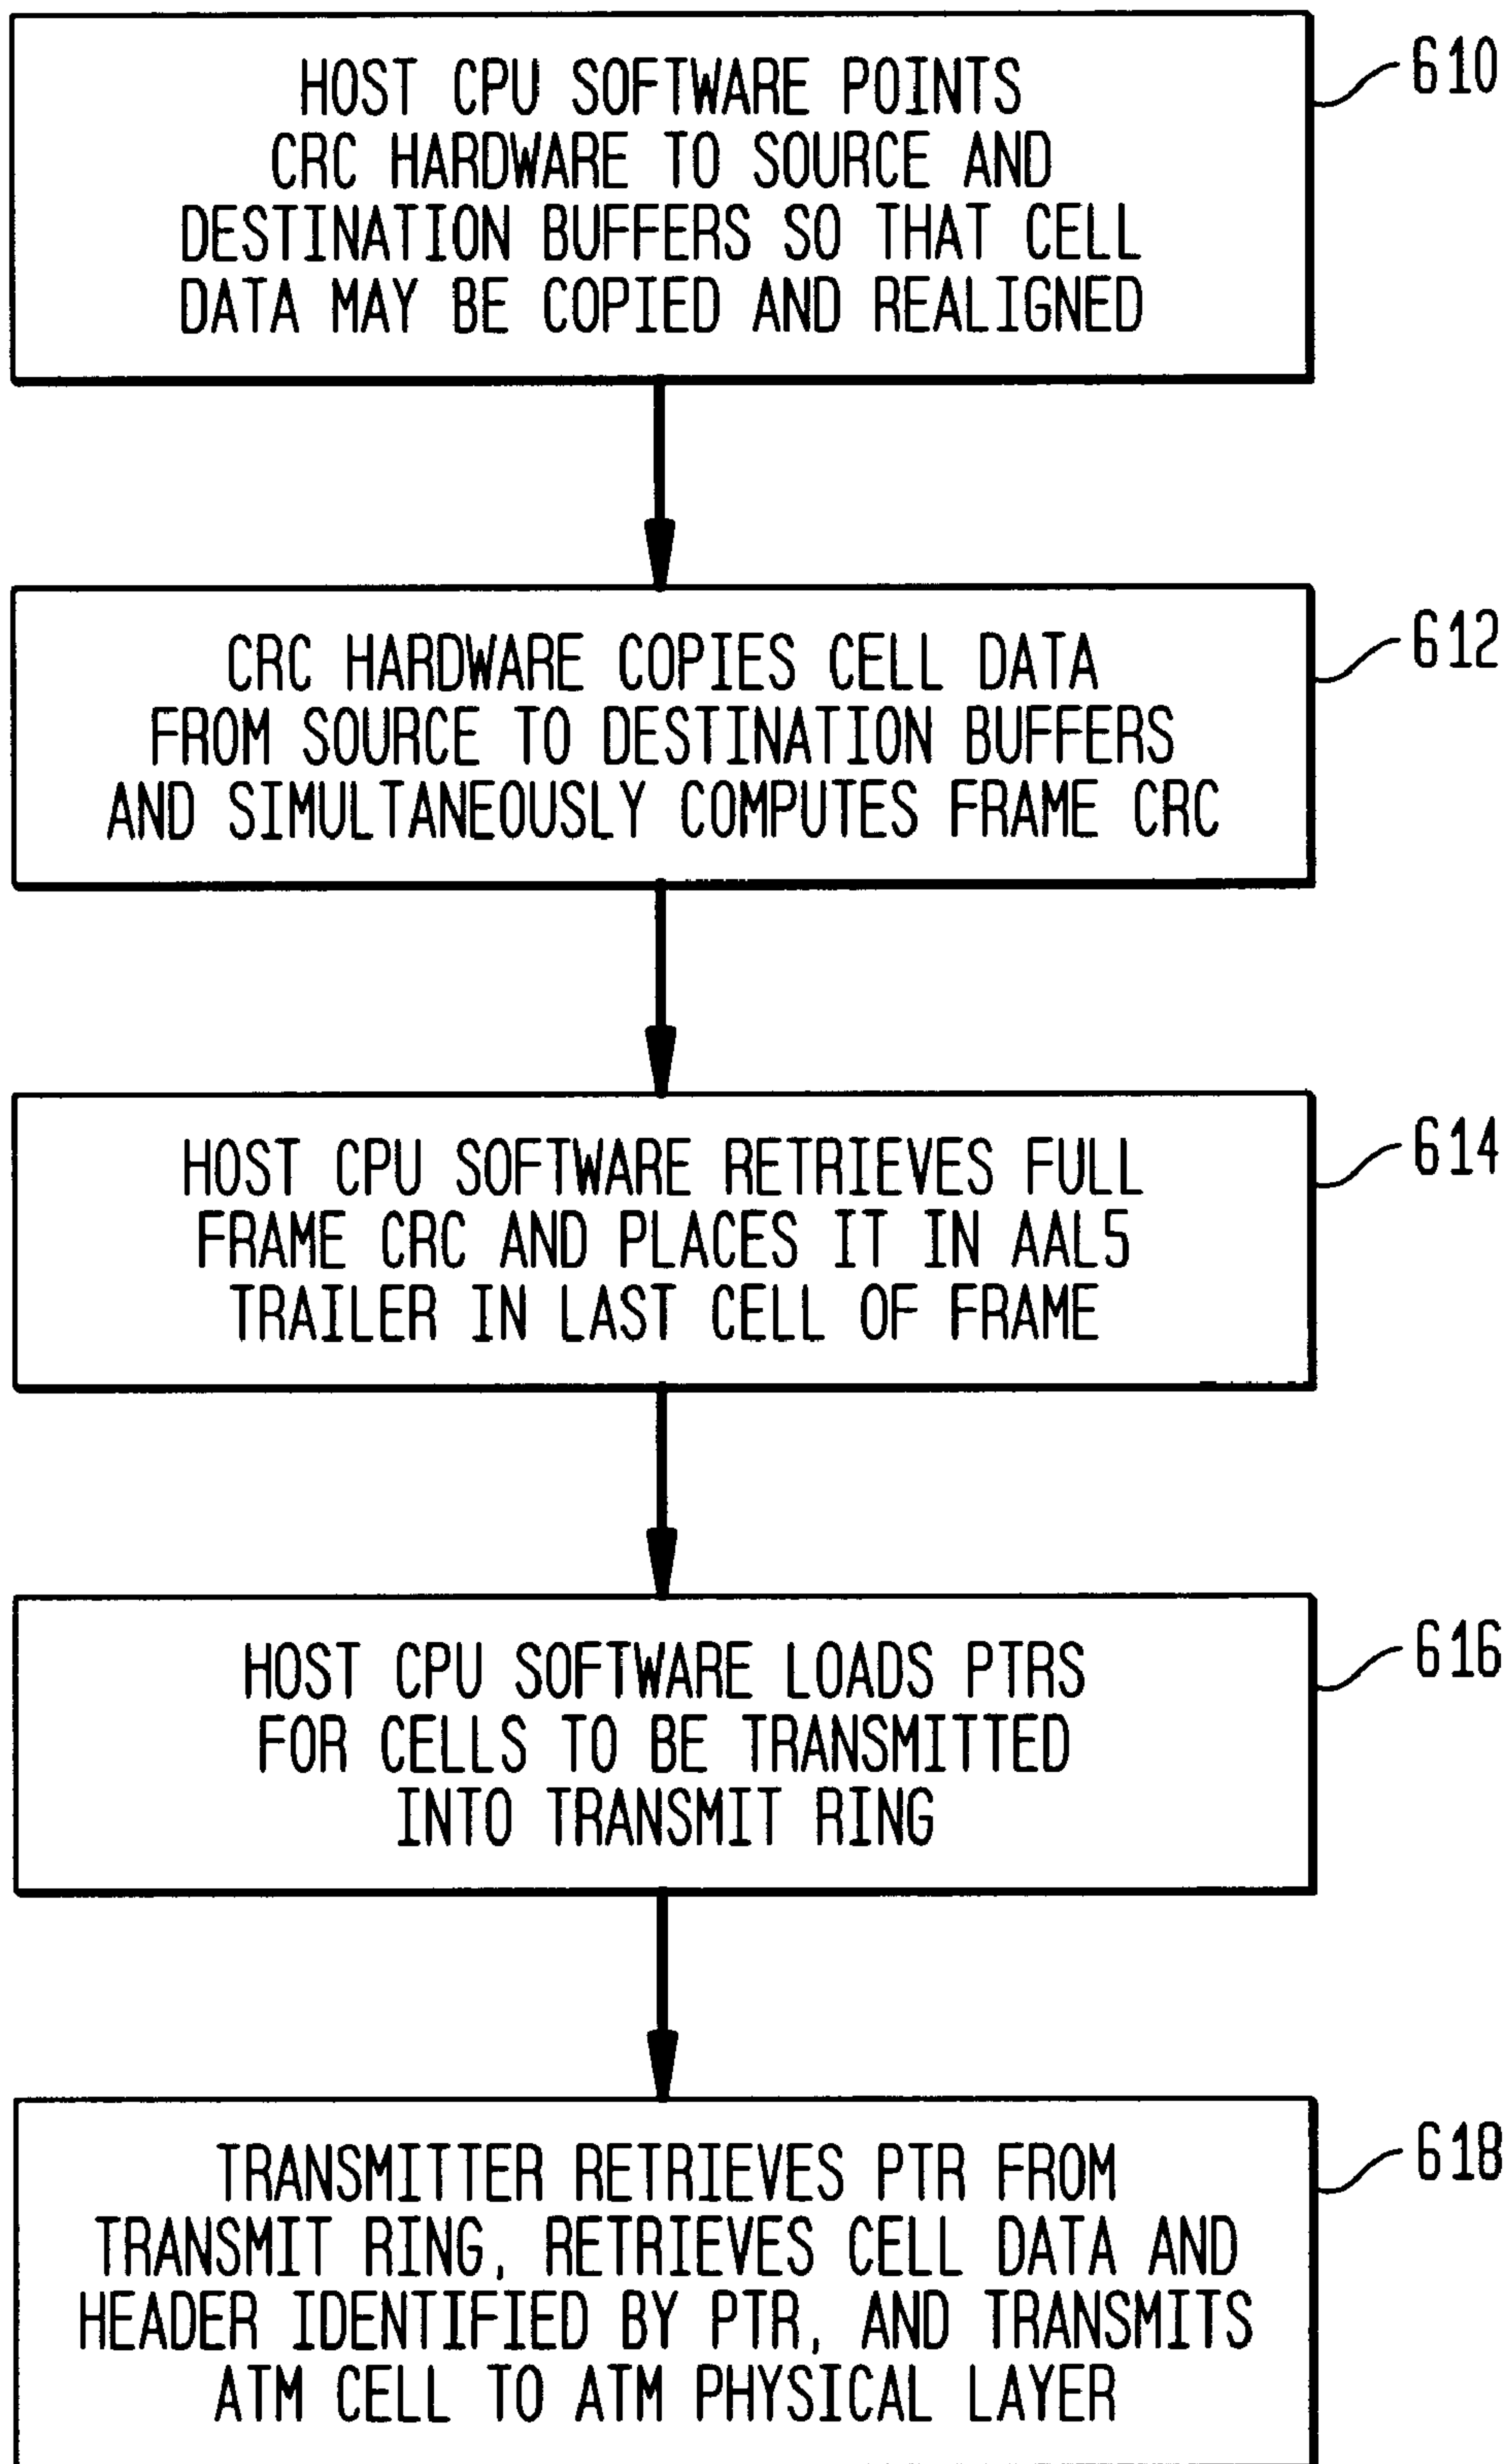 HOST CPU SOFTWARE POINTS
CRC HARDWARE TO SOURCE AND
DESTINATION BUFFERS SO THAT CELL
DATA MAY BE COPIED AND REALIGNED
610
CRC HARDWARE COPIES CELL DATA
FROM SOURCE TO DESTINATION BUFFERS
AND SIMULTANEOUSLY COMPUTES FRAME CRC
612
HOST CPU SOFTWARE RETRIEVES FULL
FRAME CRC AND PLACES IT IN AAL5
TRAILER IN LAST CELL OF FRAME
614
HOST CPU SOFTWARE LOADS PTRS
FOR CELLS TO BE TRANSMITTED
INTO TRANSMIT RING
616
TRANSMITTER RETRIEVES PTR FROM
TRANSMIT RING, RETRIEVES CELL DATA AND
HEADER IDENTIFIED BY PTR, AND TRANSMITS
ATM CELL TO ATM PHYSICAL LAYER
618